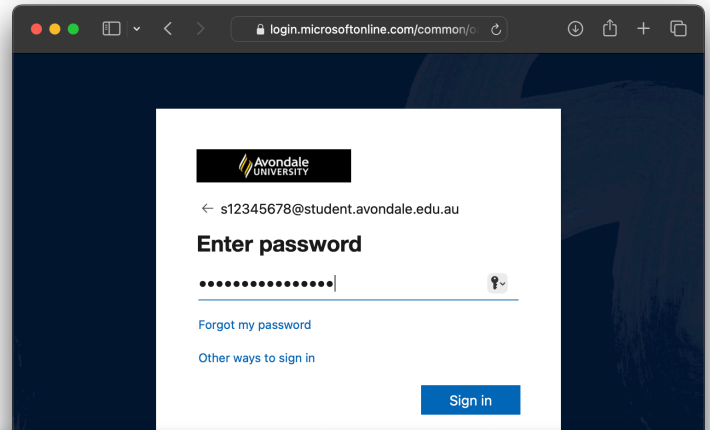 login.microsoftonline.com/common/o
Avondale
UNIVERSITY
s12345678@student.avondale.edu.au
Enter password
Forgot my password
Other ways to sign in
Sign in